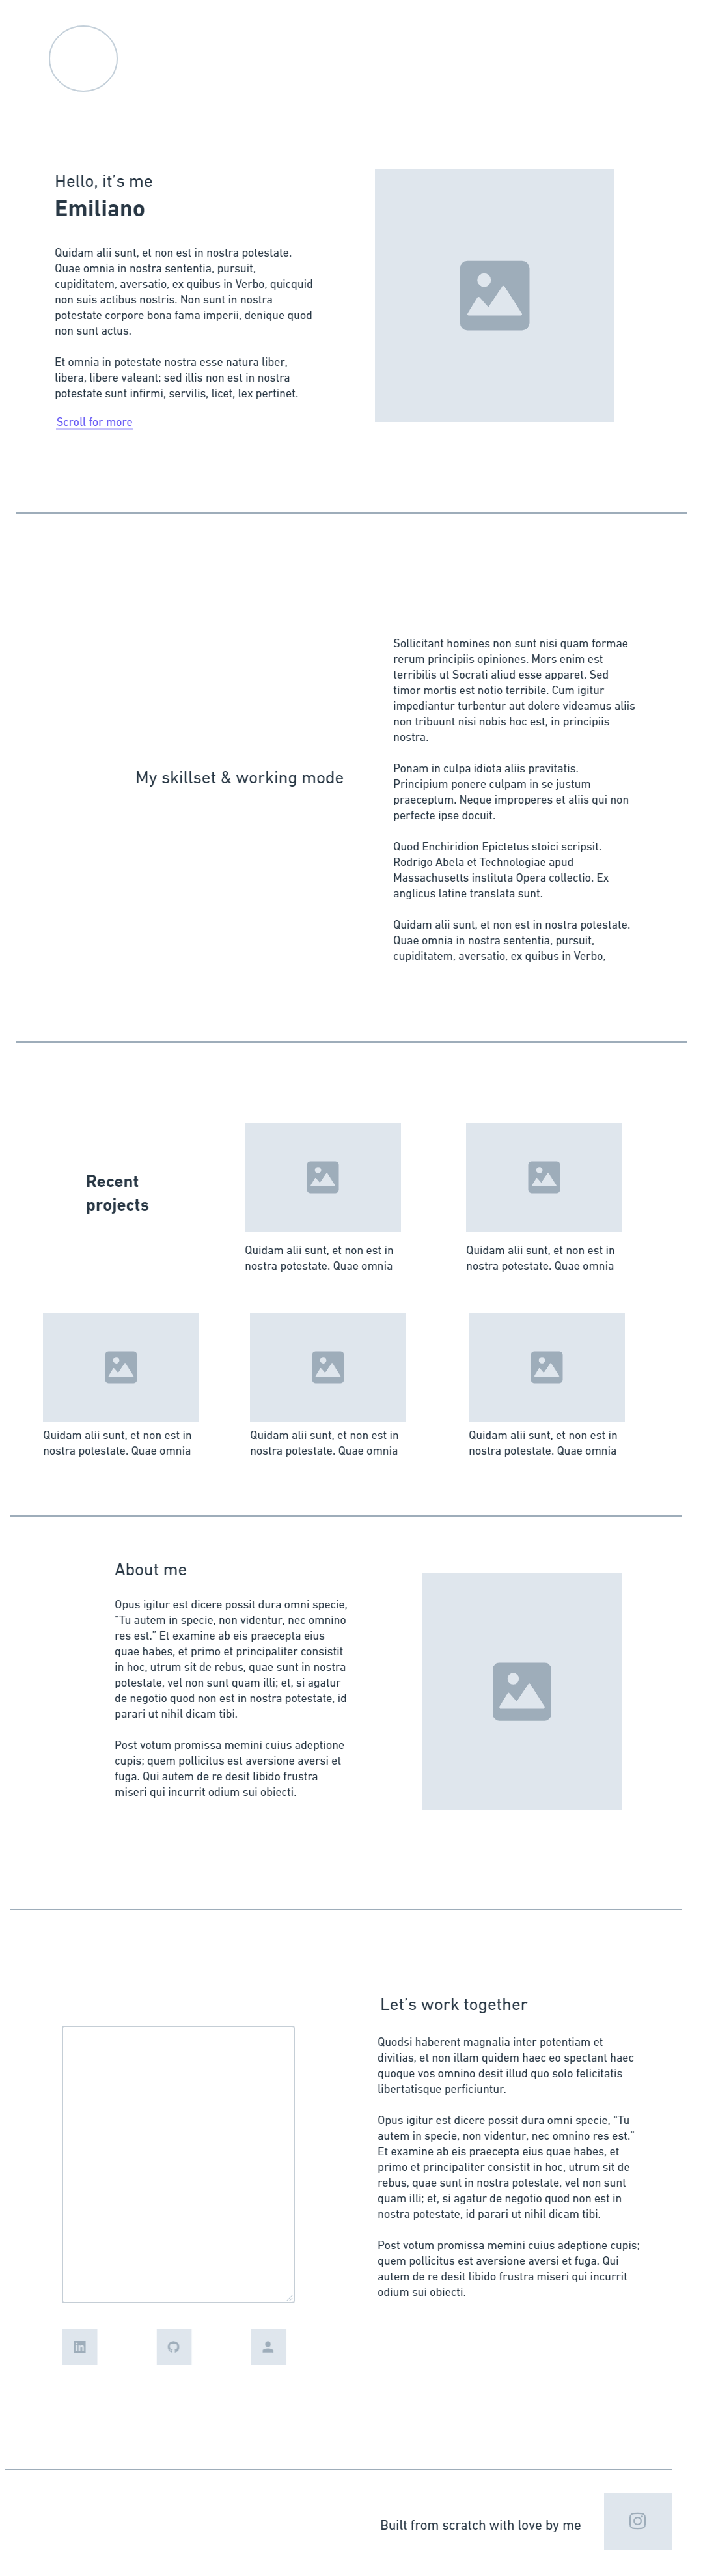 Hello, it’s me
Emiliano
Quidam alii sunt, et non est in nostra potestate.
Quae omnia in nostra sententia, pursuit,
cupiditatem, aversatio, ex quibus in Verbo, quicquid
non suis actibus nostris. Non sunt in nostra
potestate corpore bona fama imperii, denique quod
non sunt actus.
Et omnia in potestate nostra esse natura liber,
libera, libere valeant; sed illis non est in nostra
potestate sunt infirmi, servilis, licet, lex pertinet.
Scroll for more
My skillset & working mode
Sollicitant homines non sunt nisi quam formae
rerum principiis opiniones. Mors enim est
terribilis ut Socrati aliud esse apparet. Sed
timor mortis est notio terribile. Cum igitur
impediantur turbentur aut dolere videamus aliis
non tribuunt nisi nobis hoc est, in principiis
nostra.
Ponam in culpa idiota aliis pravitatis.
Principium ponere culpam in se justum
praeceptum. Neque improperes et aliis qui non
perfecte ipse docuit.
Quod Enchiridion Epictetus stoici scripsit.
Rodrigo Abela et Technologiae apud
Massachusetts instituta Opera collectio. Ex
anglicus latine translata sunt.
Quidam alii sunt, et non est in nostra potestate.
Quae omnia in nostra sententia, pursuit,
cupiditatem, aversatio, ex quibus in Verbo,
Recent
projects
Quidam alii sunt, et non est in
nostra potestate. Quae omnia
Quidam alii sunt, et non est in
nostra potestate. Quae omnia
Quidam alii sunt, et non est in
nostra potestate. Quae omnia
Quidam alii sunt, et non est in
nostra potestate. Quae omnia
Quidam alii sunt, et non est in
nostra potestate. Quae omnia
About me
Opus igitur est dicere possit dura omni specie,
“Tu autem in specie, non videntur, nec omnino
res est.” Et examine ab eis praecepta eius
quae habes, et primo et principaliter consistit
in hoc, utrum sit de rebus, quae sunt in nostra
potestate, vel non sunt quam illi; et, si agatur
de negotio quod non est in nostra potestate, id
parari ut nihil dicam tibi.
Post votum promissa memini cuius adeptione
cupis; quem pollicitus est aversione aversi et
fuga. Qui autem de re desit libido frustra
miseri qui incurrit odium sui obiecti.
Let’s work together
Quodsi haberent magnalia inter potentiam et
divitias, et non illam quidem haec eo spectant haec
quoque vos omnino desit illud quo solo felicitatis
libertatisque perficiuntur.
Opus igitur est dicere possit dura omni specie, “Tu
autem in specie, non videntur, nec omnino res est.”
Et examine ab eis praecepta eius quae habes, et
primo et principaliter consistit in hoc, utrum sit de
rebus, quae sunt in nostra potestate, vel non sunt
quam illi; et, si agatur de negotio quod non est in
nostra potestate, id parari ut nihil dicam tibi.
Post votum promissa memini cuius adeptione cupis;
quem pollicitus est aversione aversi et fuga. Qui
autem de re desit libido frustra miseri qui incurrit
odium sui obiecti.
Built from scratch with love by me